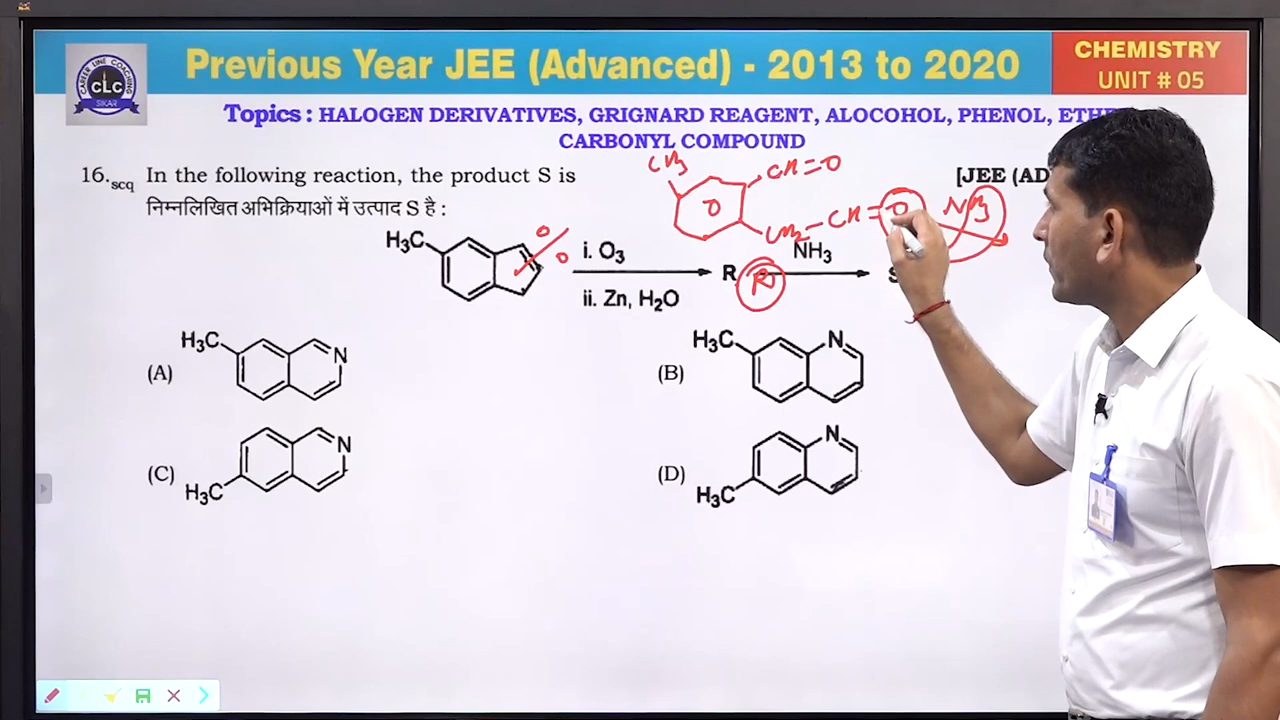 Previous Year JEE (Advanced) - 2013 to 2020
CHEMISTRY
UNIT # 05
CAREER LINE COACHING
CLC
SIKAR
Topics : HALOGEN DERIVATIVES, GRIGNARD REAGENT, ALOCOHOL, PHENOL, ETHE
CARBONYL COMPOUND
16.scq In the following reaction, the product S is
[JEE (AD
निम्नलिखित अभिक्रियाओं में उत्पाद S है :
CH3
CH=O
O
CH2-CH=O
NH3
H₃C
O
O
i. O₃
ii. Zn, H₂O
R
R
NH₃
S
(A)
H₃C
N
(B)
H₃C
N
(C)
H₃C
N
(D)
H₃C
N